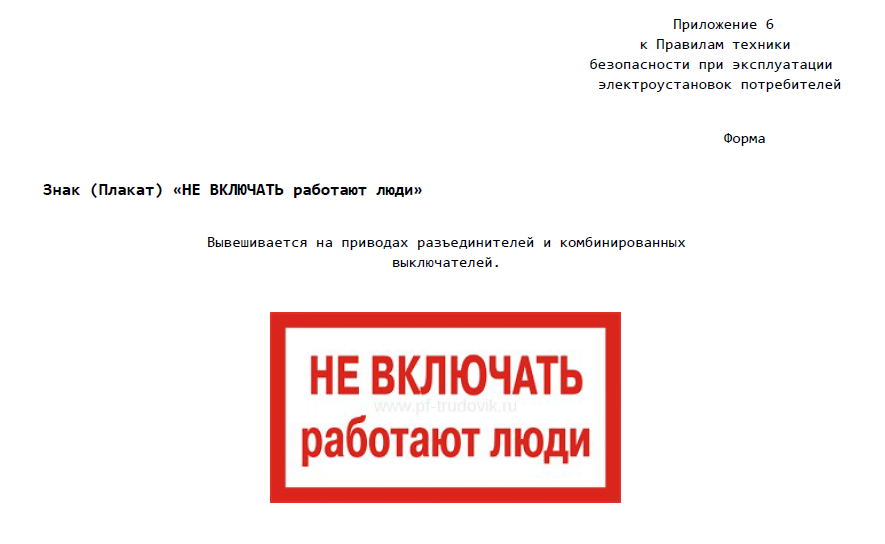 Приложение 6
к Правилам техники
безопасности при эксплуатации
электроустановок потребителей
Форма
Знак (Плакат) «НЕ ВКЛЮЧАТЬ работают люди»
Вывешивается на приводах разъединителей и комбинированных
выключателей.
НЕ ВКЛЮЧАТЬ
www.pf-trudovik.ru
работают люди